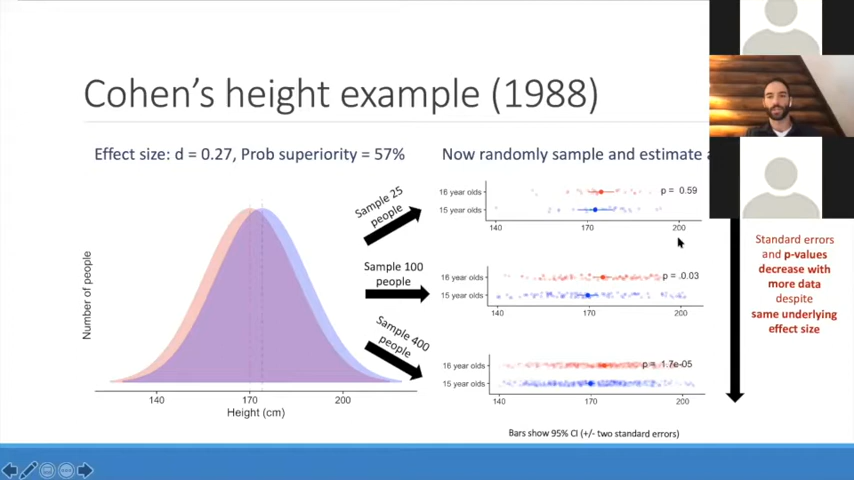 Cohen's height example (1988)
Effect size: d = 0.27, Prob superiority = 57%
Now randomly sample and estimate
Number of people
140
170
200
Height (cm)
Sample 25
people
Sample 100
people
Sample 400
people
16 year olds
p = 0.59
15 year olds
140
170
200
16 year olds
p = .03
15 year olds
140
170
200
16 year olds
p = 1.7e-05
15 year olds
140
170
200
Bars show 95% CI (+/- two standard errors)
Standard errors
and p-values
decrease with
more data
despite
same underlying
effect size